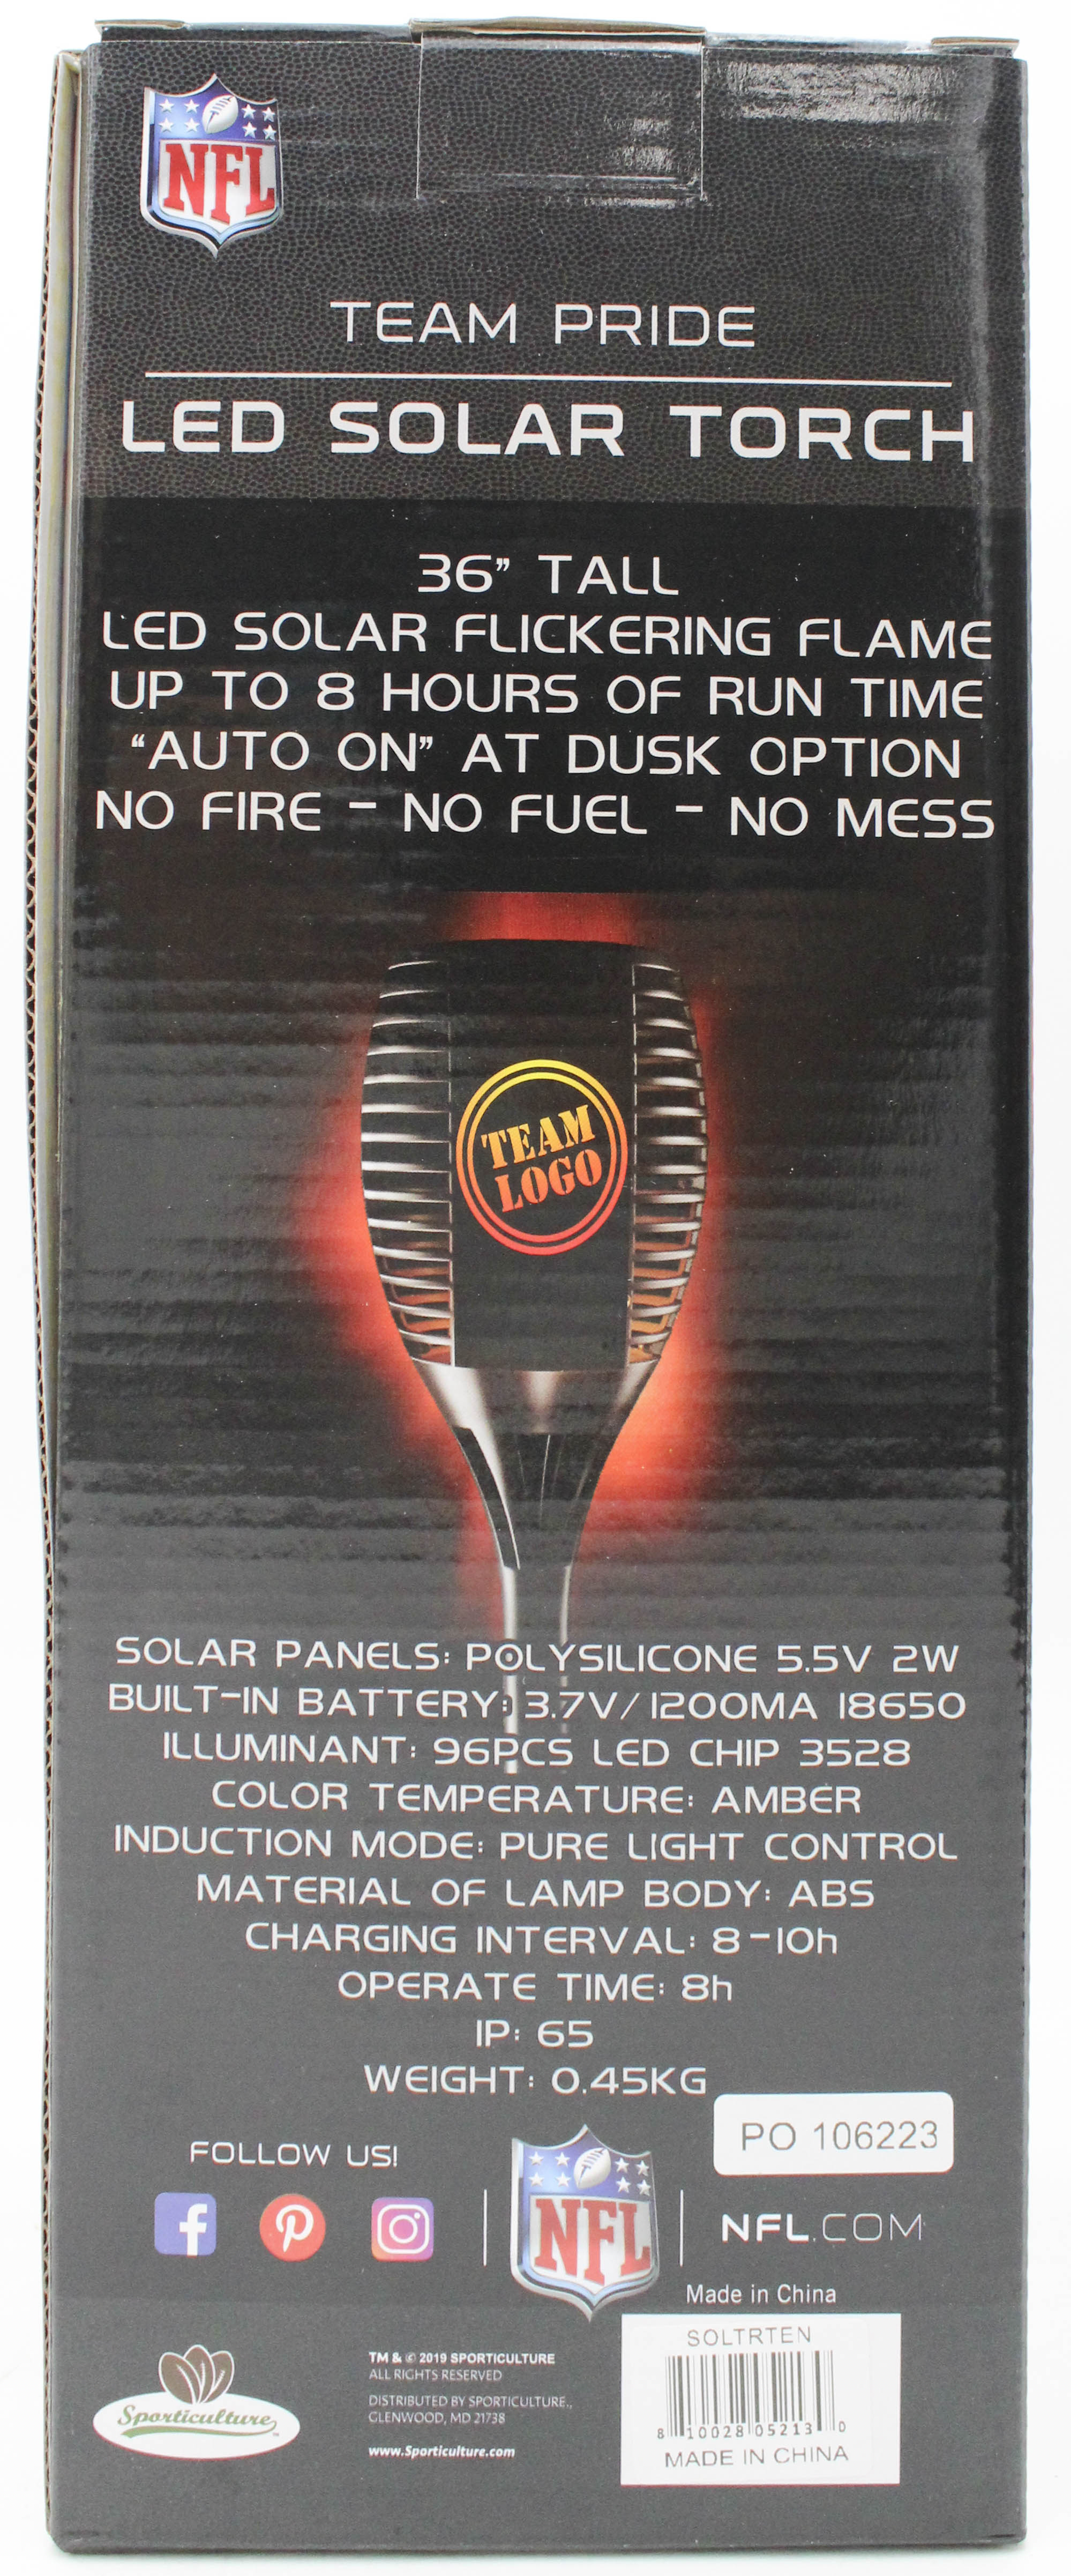 NFL
TEAM PRIDE
LED SOLAR TORCH
36" TALL
LED SOLAR FLICKERING FLAME
UP TO 8 HOURS OF RUN TIME
"AUTO ON" AT DUSK OPTION
NO FIRE - NO FUEL - NO MESS
TEAM
LOGO
SOLAR PANELS: POLYSILICONE 5.5V 2W
BUILT-IN BATTERY: 3.7V/1200MA 18650
ILLUMINANT: 96PCS LED CHIP 3528
COLOR TEMPERATURE: AMBER
INDUCTION MODE: PURE LIGHT CONTROL
MATERIAL OF LAMP BODY: ABS
CHARGING INTERVAL: 8-10h
OPERATE TIME: 8h
IP: 65
WEIGHT: 0.45KG
PO 106223
FOLLOW US!
NFL
NFL.COM
Made in China
Sporticulture
TM & © 2019 SPORTICULTURE
ALL RIGHTS RESERVED
DISTRIBUTED BY SPORTICULTURE.,
GLENWOOD, MD 21738
www.Sporticulture.com
SOLTRTEN
8 10028 05213 0
MADE IN CHINA